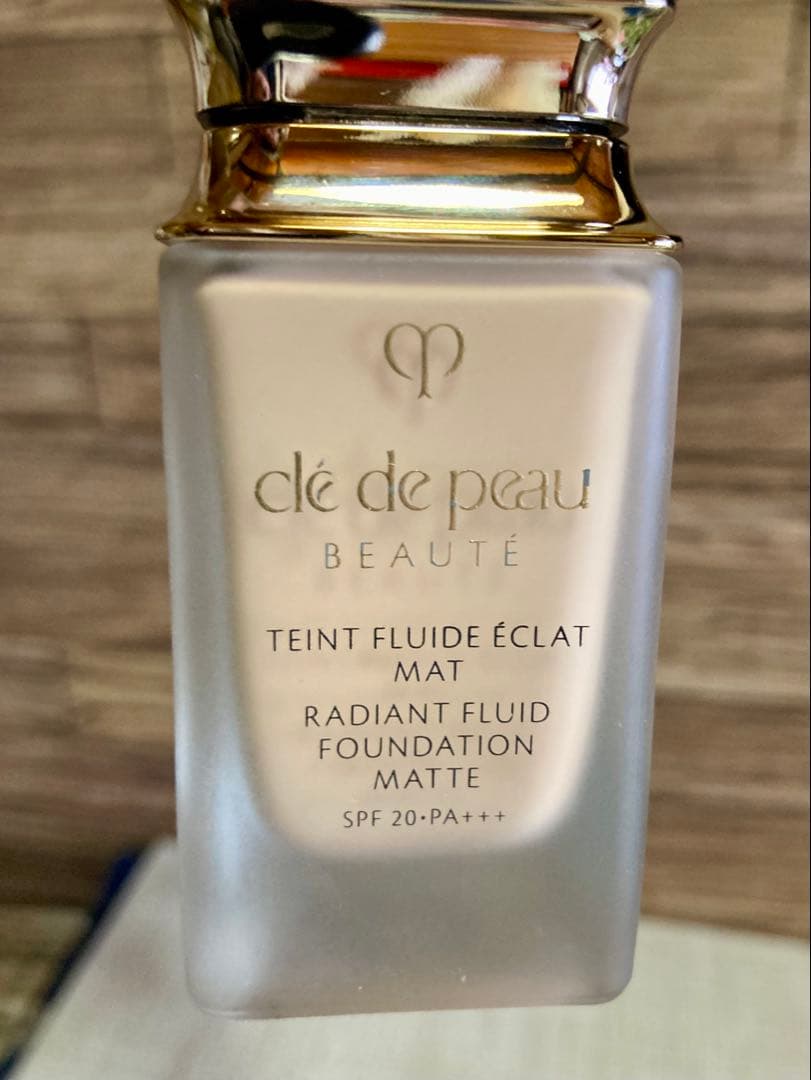 clé de peau
BEAUTÉ
TEINT FLUIDE ÉCLAT
MAT
RADIANT FLUID
FOUNDATION
MATTE
SPF 20•PA+++